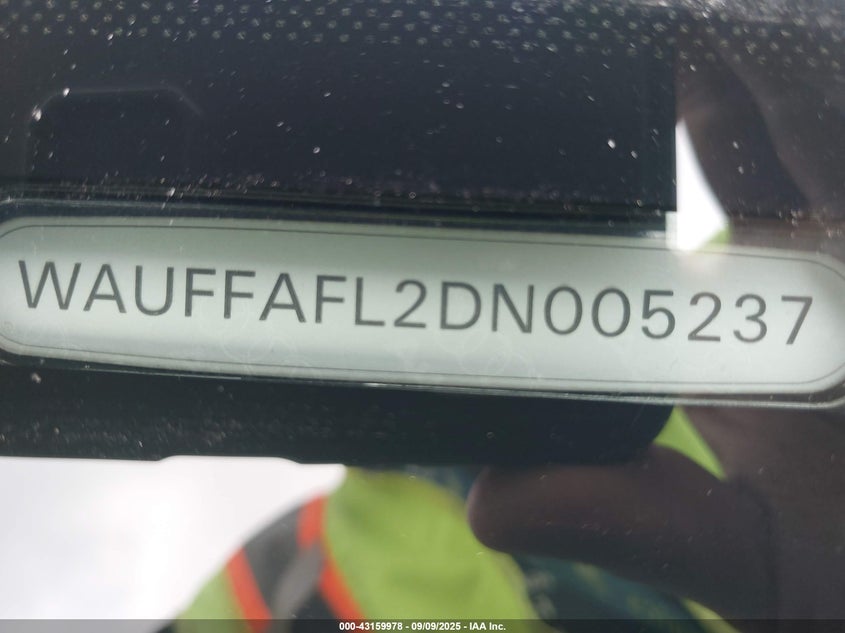 WAUFFAFL2DN005237
000-43159978 - 09/09/2025 - IAA Inc.